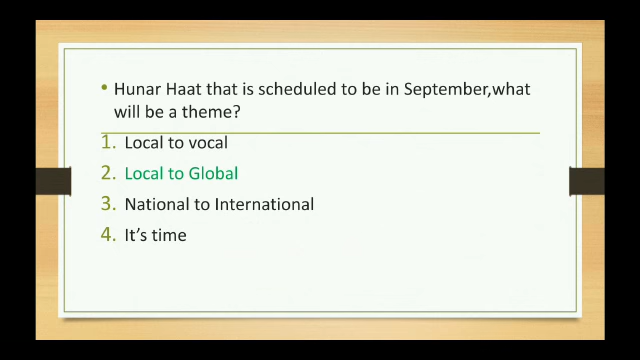 • Hunar Haat that is scheduled to be in September,what
will be a theme?
1. Local to vocal
2. Local to Global
3. National to International
4. It's time